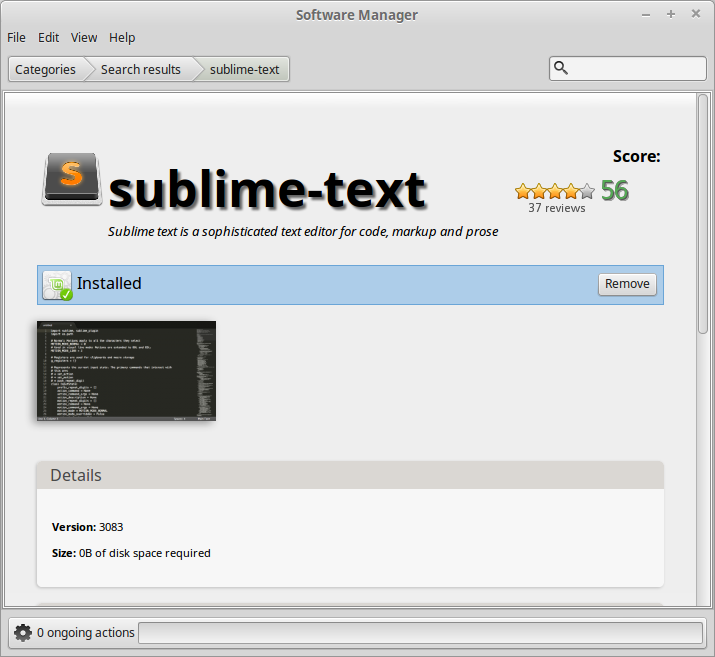 Software Manager
File Edit View Help
Categories Search results sublime-text
Score:
sublime-text
56
37 reviews
Sublime text is a sophisticated text editor for code, markup and prose
Installed Remove
Details
Version: 3083
Size: 0B of disk space required
0 ongoing actions